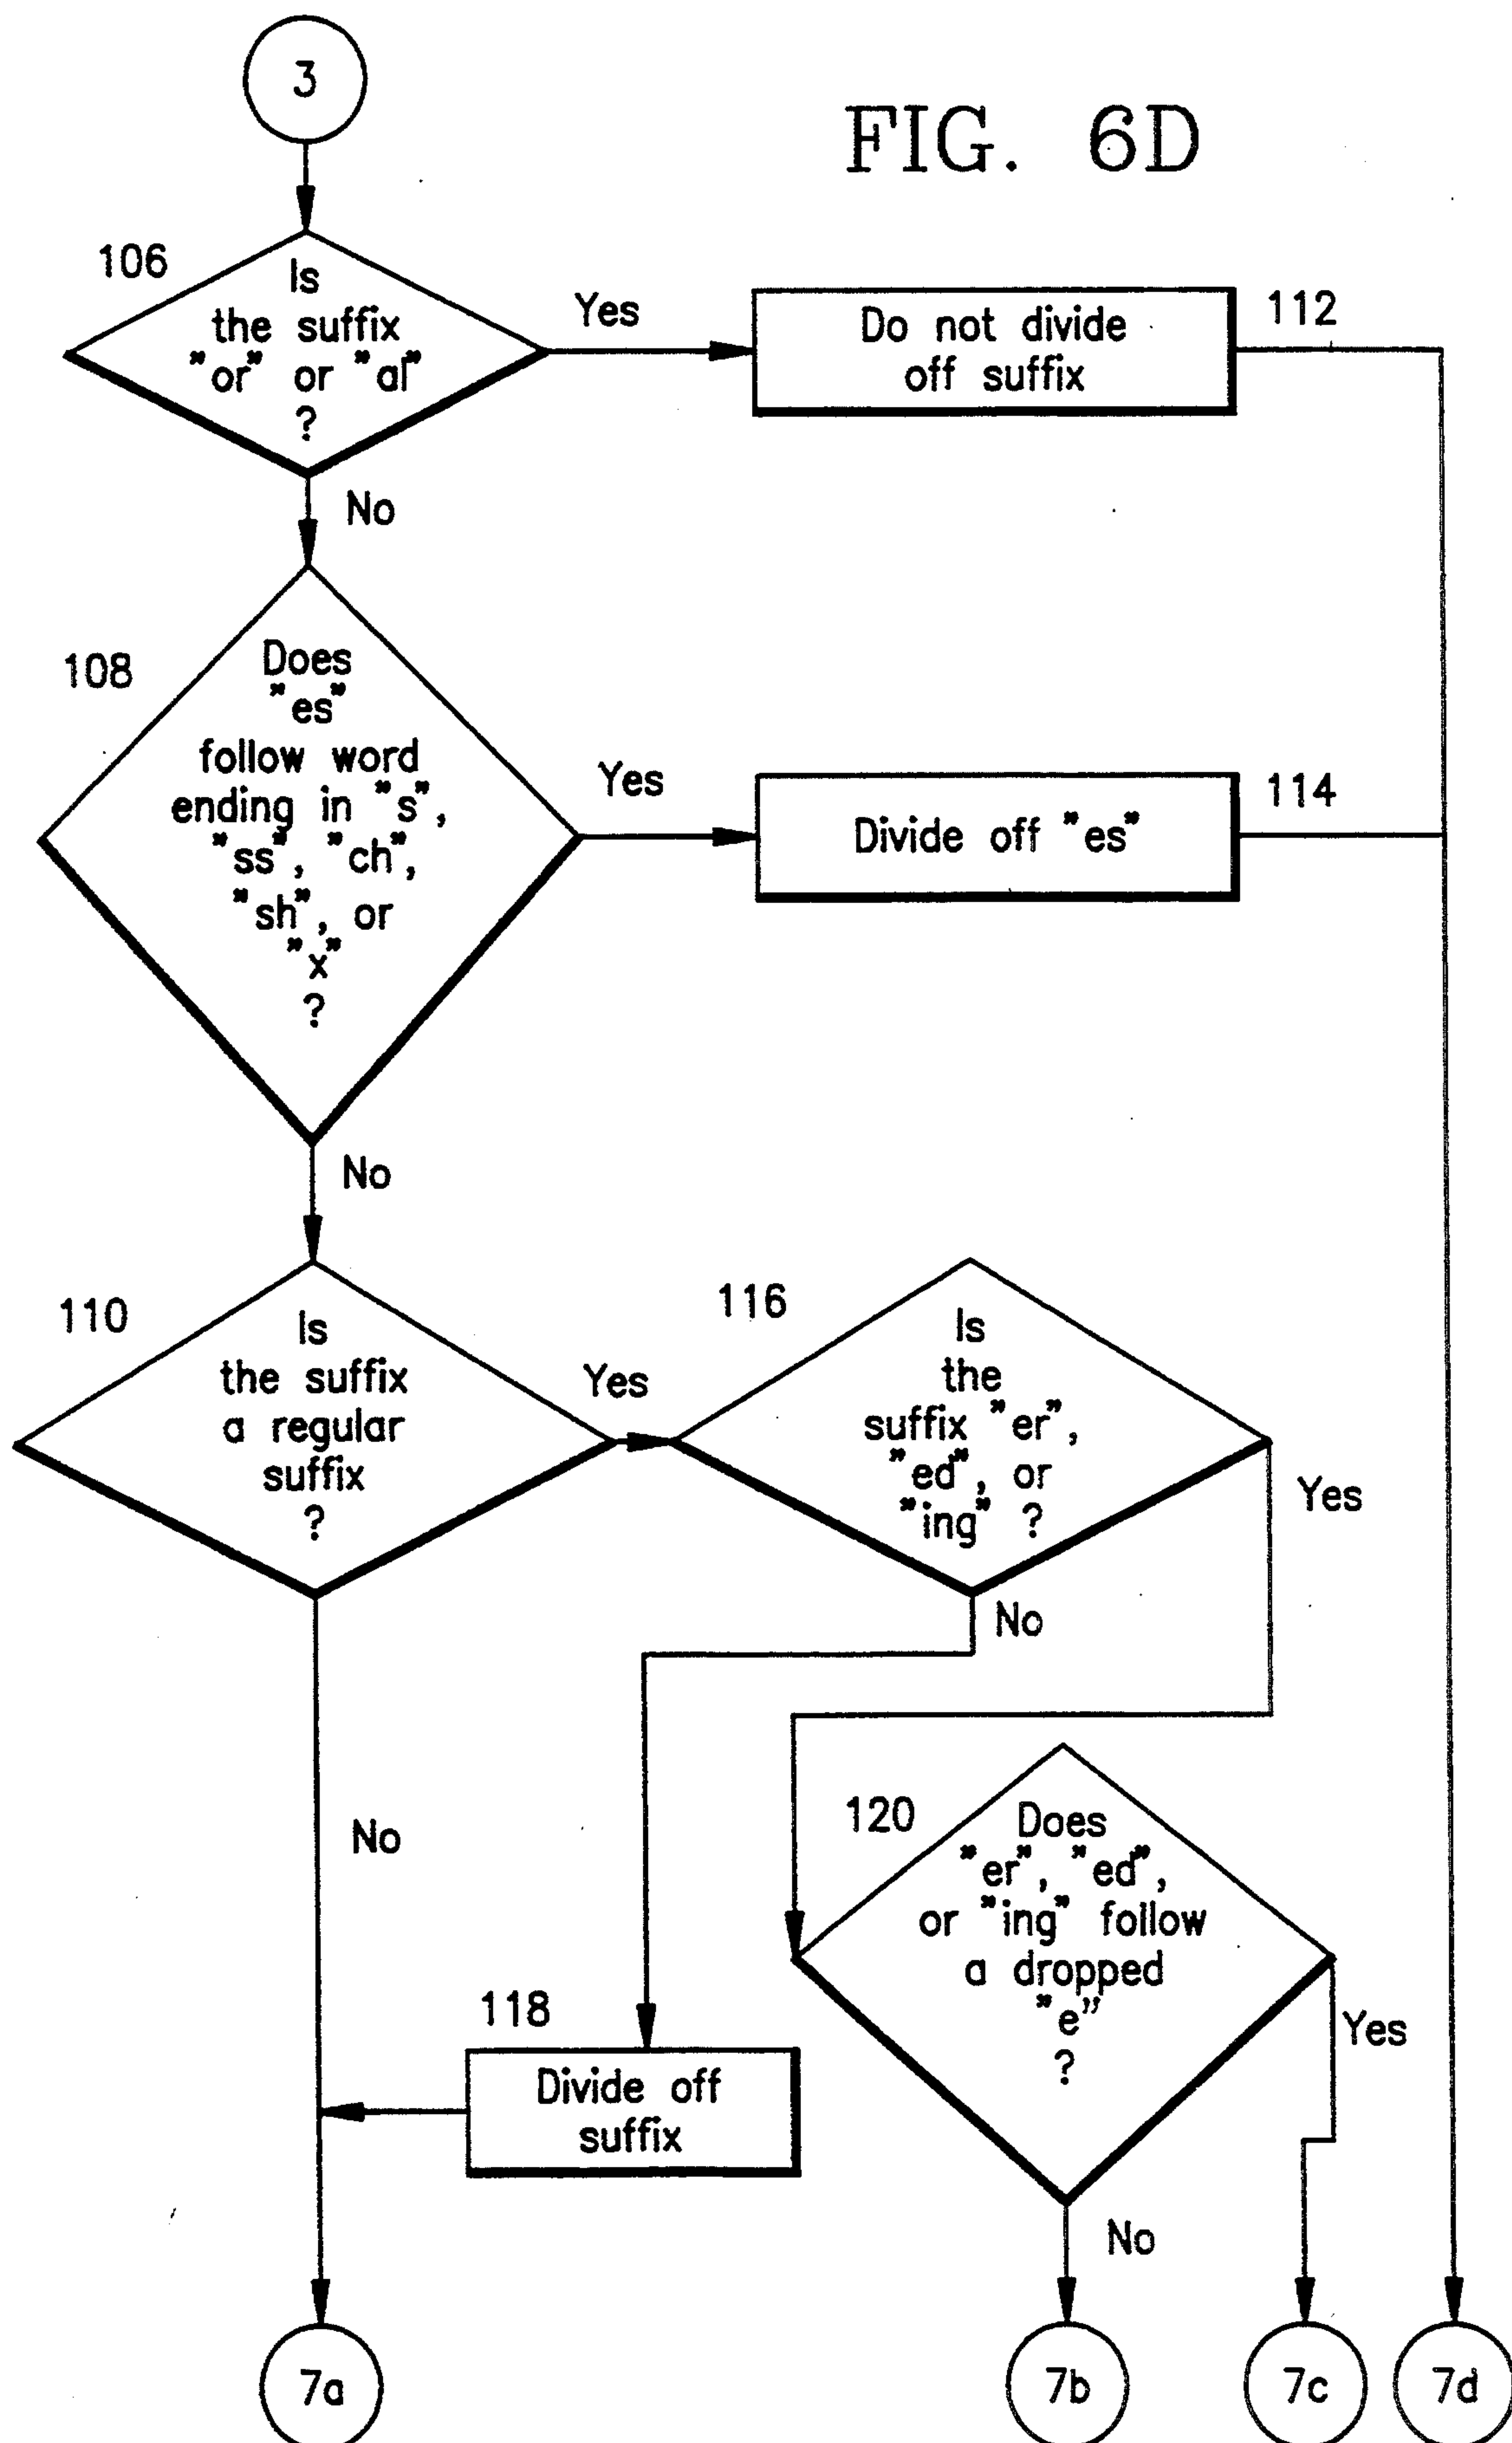 3
FIG. 6D
106
Is
the suffix
"or" or "al"
?
Yes
Do not divide
off suffix
112
No
108
Does
"es"
follow word
ending in "s",
"ss", "ch",
"sh", or
"x"
?
Yes
Divide off "es"
114
No
110
Is
the suffix
a regular
suffix
?
Yes
116
Is
the
suffix "er",
"ed", or
"ing" ?
Yes
No
No
120
Does
"er", "ed",
or "ing" follow
a dropped
"e"
?
Yes
118
Divide off
suffix
No
7a
7b
7c
7d